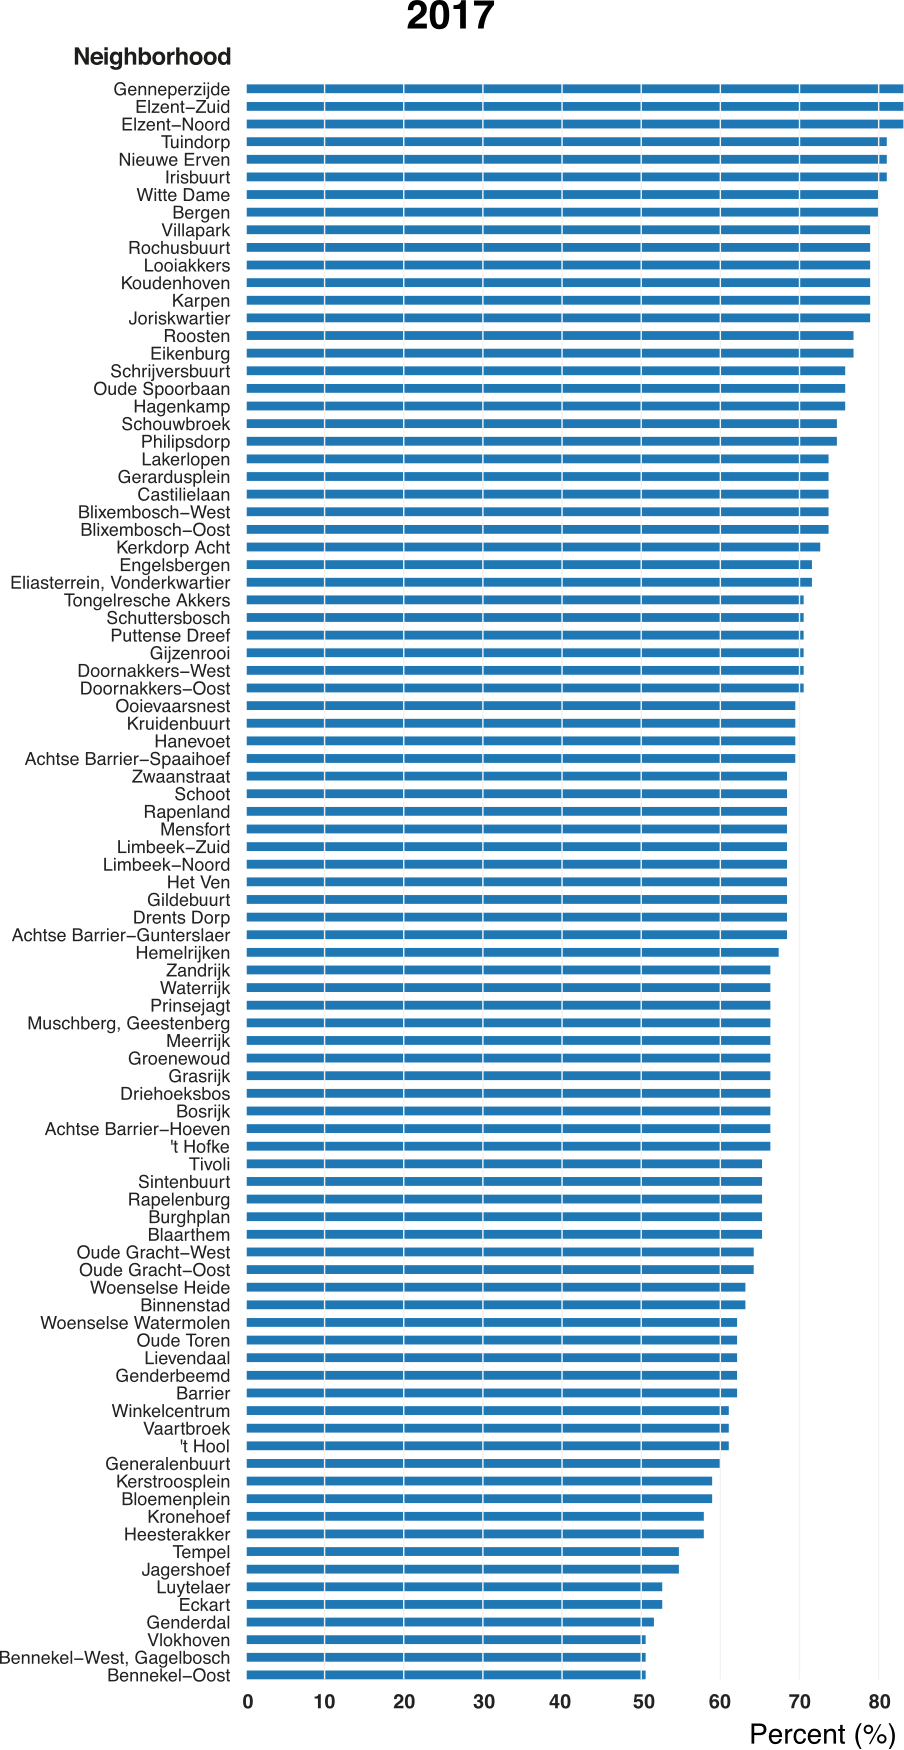 2017
Neighborhood
Genneperzijde
Elzent−Zuid
Elzent−Noord
Tuindorp
Nieuwe Erven
Irisbuurt
Witte Dame
Bergen
Villapark
Rochusbuurt
Looiakkers
Koudenhoven
Karpen
Joriskwartier
Roosten
Eikenburg
Schrijversbuurt
Oude Spoorbaan
Hagenkamp
Schouwbroek
Philipsdorp
Lakerlopen
Gerardusplein
Castilielaan
Blixembosch−West
Blixembosch−Oost
Kerkdorp Acht
Engelsbergen
Eliasterrein, Vonderkwartier
Tongelresche Akkers
Schuttersbosch
Puttense Dreef
Gijzenrooi
Doornakkers−West
Doornakkers−Oost
Ooievaarsnest
Kruidenbuurt
Hanevoet
Achtse Barrier−Spaaihoef
Zwaanstraat
Schoot
Rapenland
Mensfort
Limbeek−Zuid
Limbeek−Noord
Het Ven
Gildebuurt
Drents Dorp
Achtse Barrier−Gunterslaer
Hemelrijken
Zandrijk
Waterrijk
Prinsejagt
Muschberg, Geestenberg
Meerrijk
Groenewoud
Grasrijk
Driehoeksbos
Bosrijk
Achtse Barrier−Hoeven
't Hofke
Tivoli
Sintenbuurt
Rapelenburg
Burghplan
Blaarthem
Oude Gracht−West
Oude Gracht−Oost
Woenselse Heide
Binnenstad
Woenselse Watermolen
Oude Toren
Lievendaal
Genderbeemd
Barrier
Winkelcentrum
Vaartbroek
't Hool
Generalenbuurt
Kerstroosplein
Bloemenplein
Kronehoef
Heesterakker
Tempel
Jagershoef
Luytelaer
Eckart
Genderdal
Vlokhoven
Bennekel−West, Gagelbosch
Bennekel−Oost
0 10 20 30 40 50 60 70 80
Percent (%)